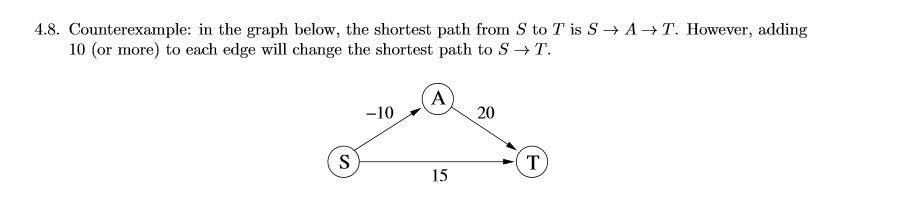 4.8. Counterexample: in the graph below, the shortest path from S to T is S → A → T. However, adding
10 (or more) to each edge will change the shortest path to S → T.
A
−10
20
S
T
15